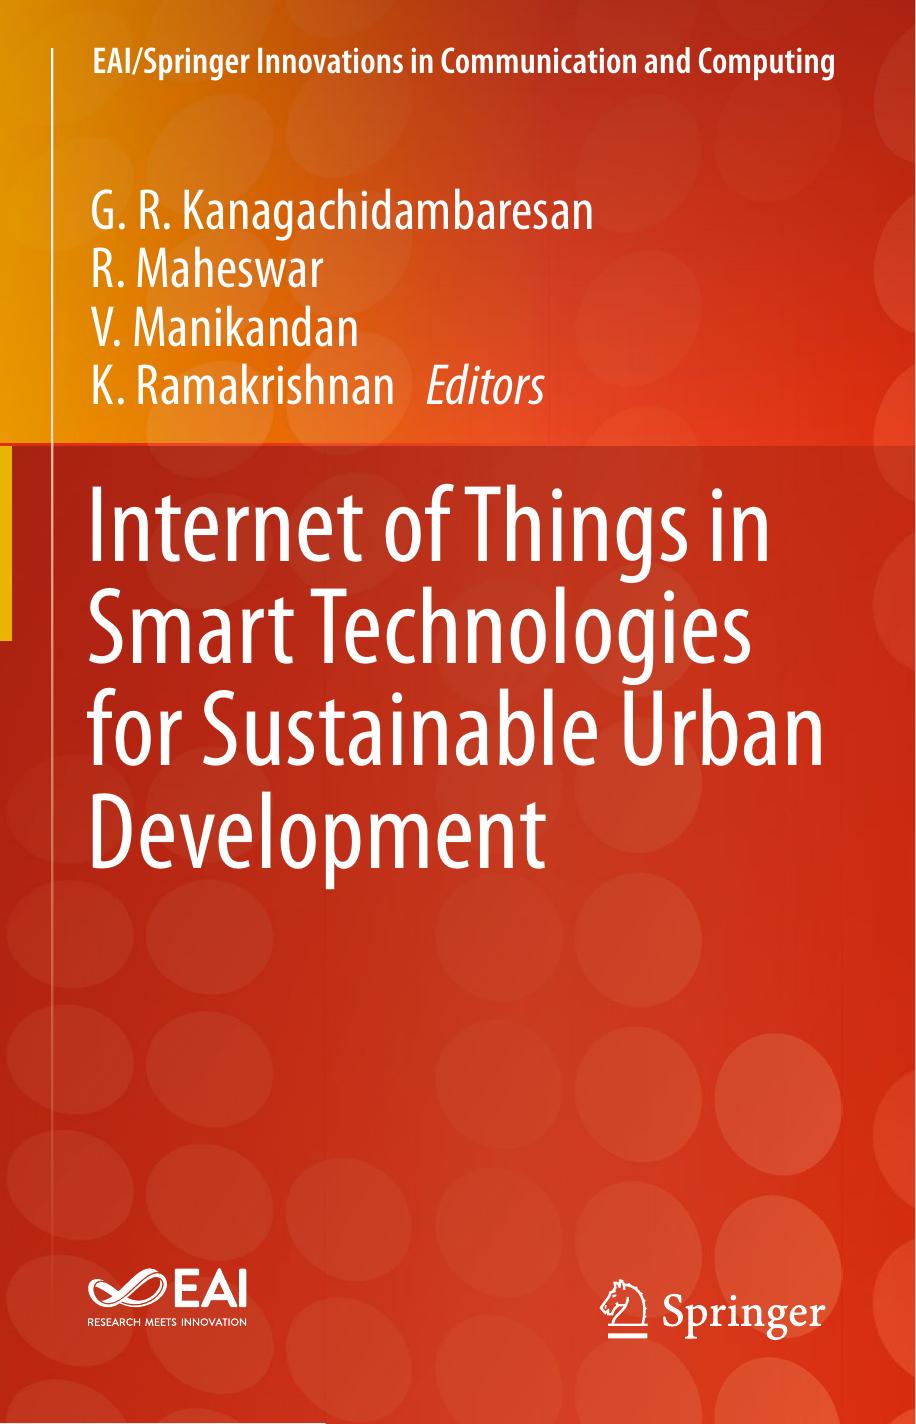 EAI/Springer Innovations in Communication and Computing
G. R. Kanagachidambaresan
R. Maheswar
V. Manikandan
K. Ramakrishnan Editors
Internet of Things in
Smart Technologies
for Sustainable Urban
Development
EAI
RESEARCH MEETS INNOVATION
Springer